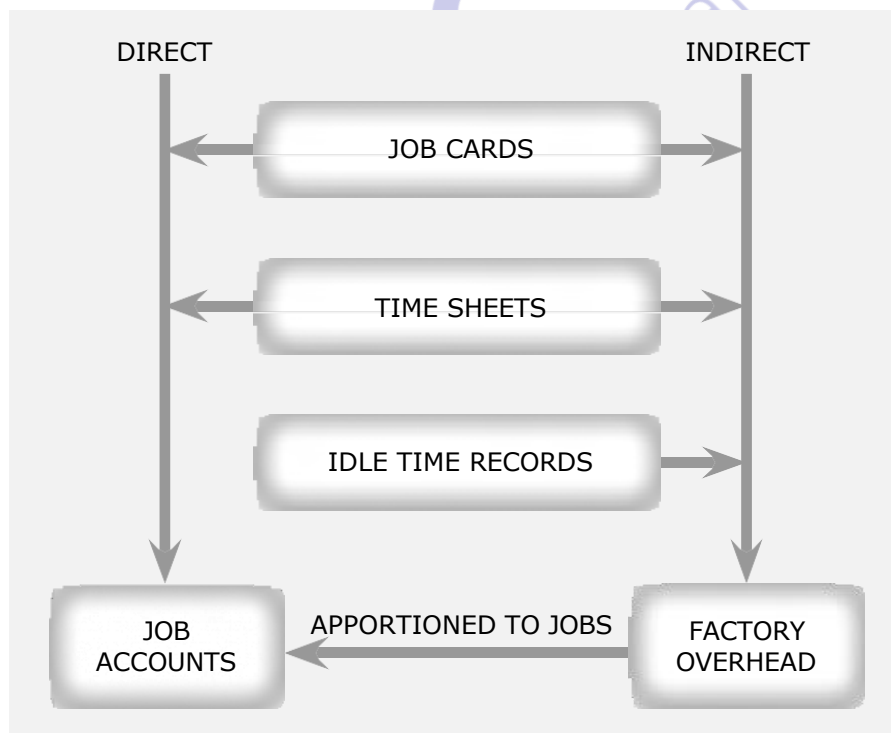 DIRECT
INDIRECT
JOB CARDS
TIME SHEETS
IDLE TIME RECORDS
JOB
ACCOUNTS
APPORTIONED TO JOBS
FACTORY
OVERHEAD